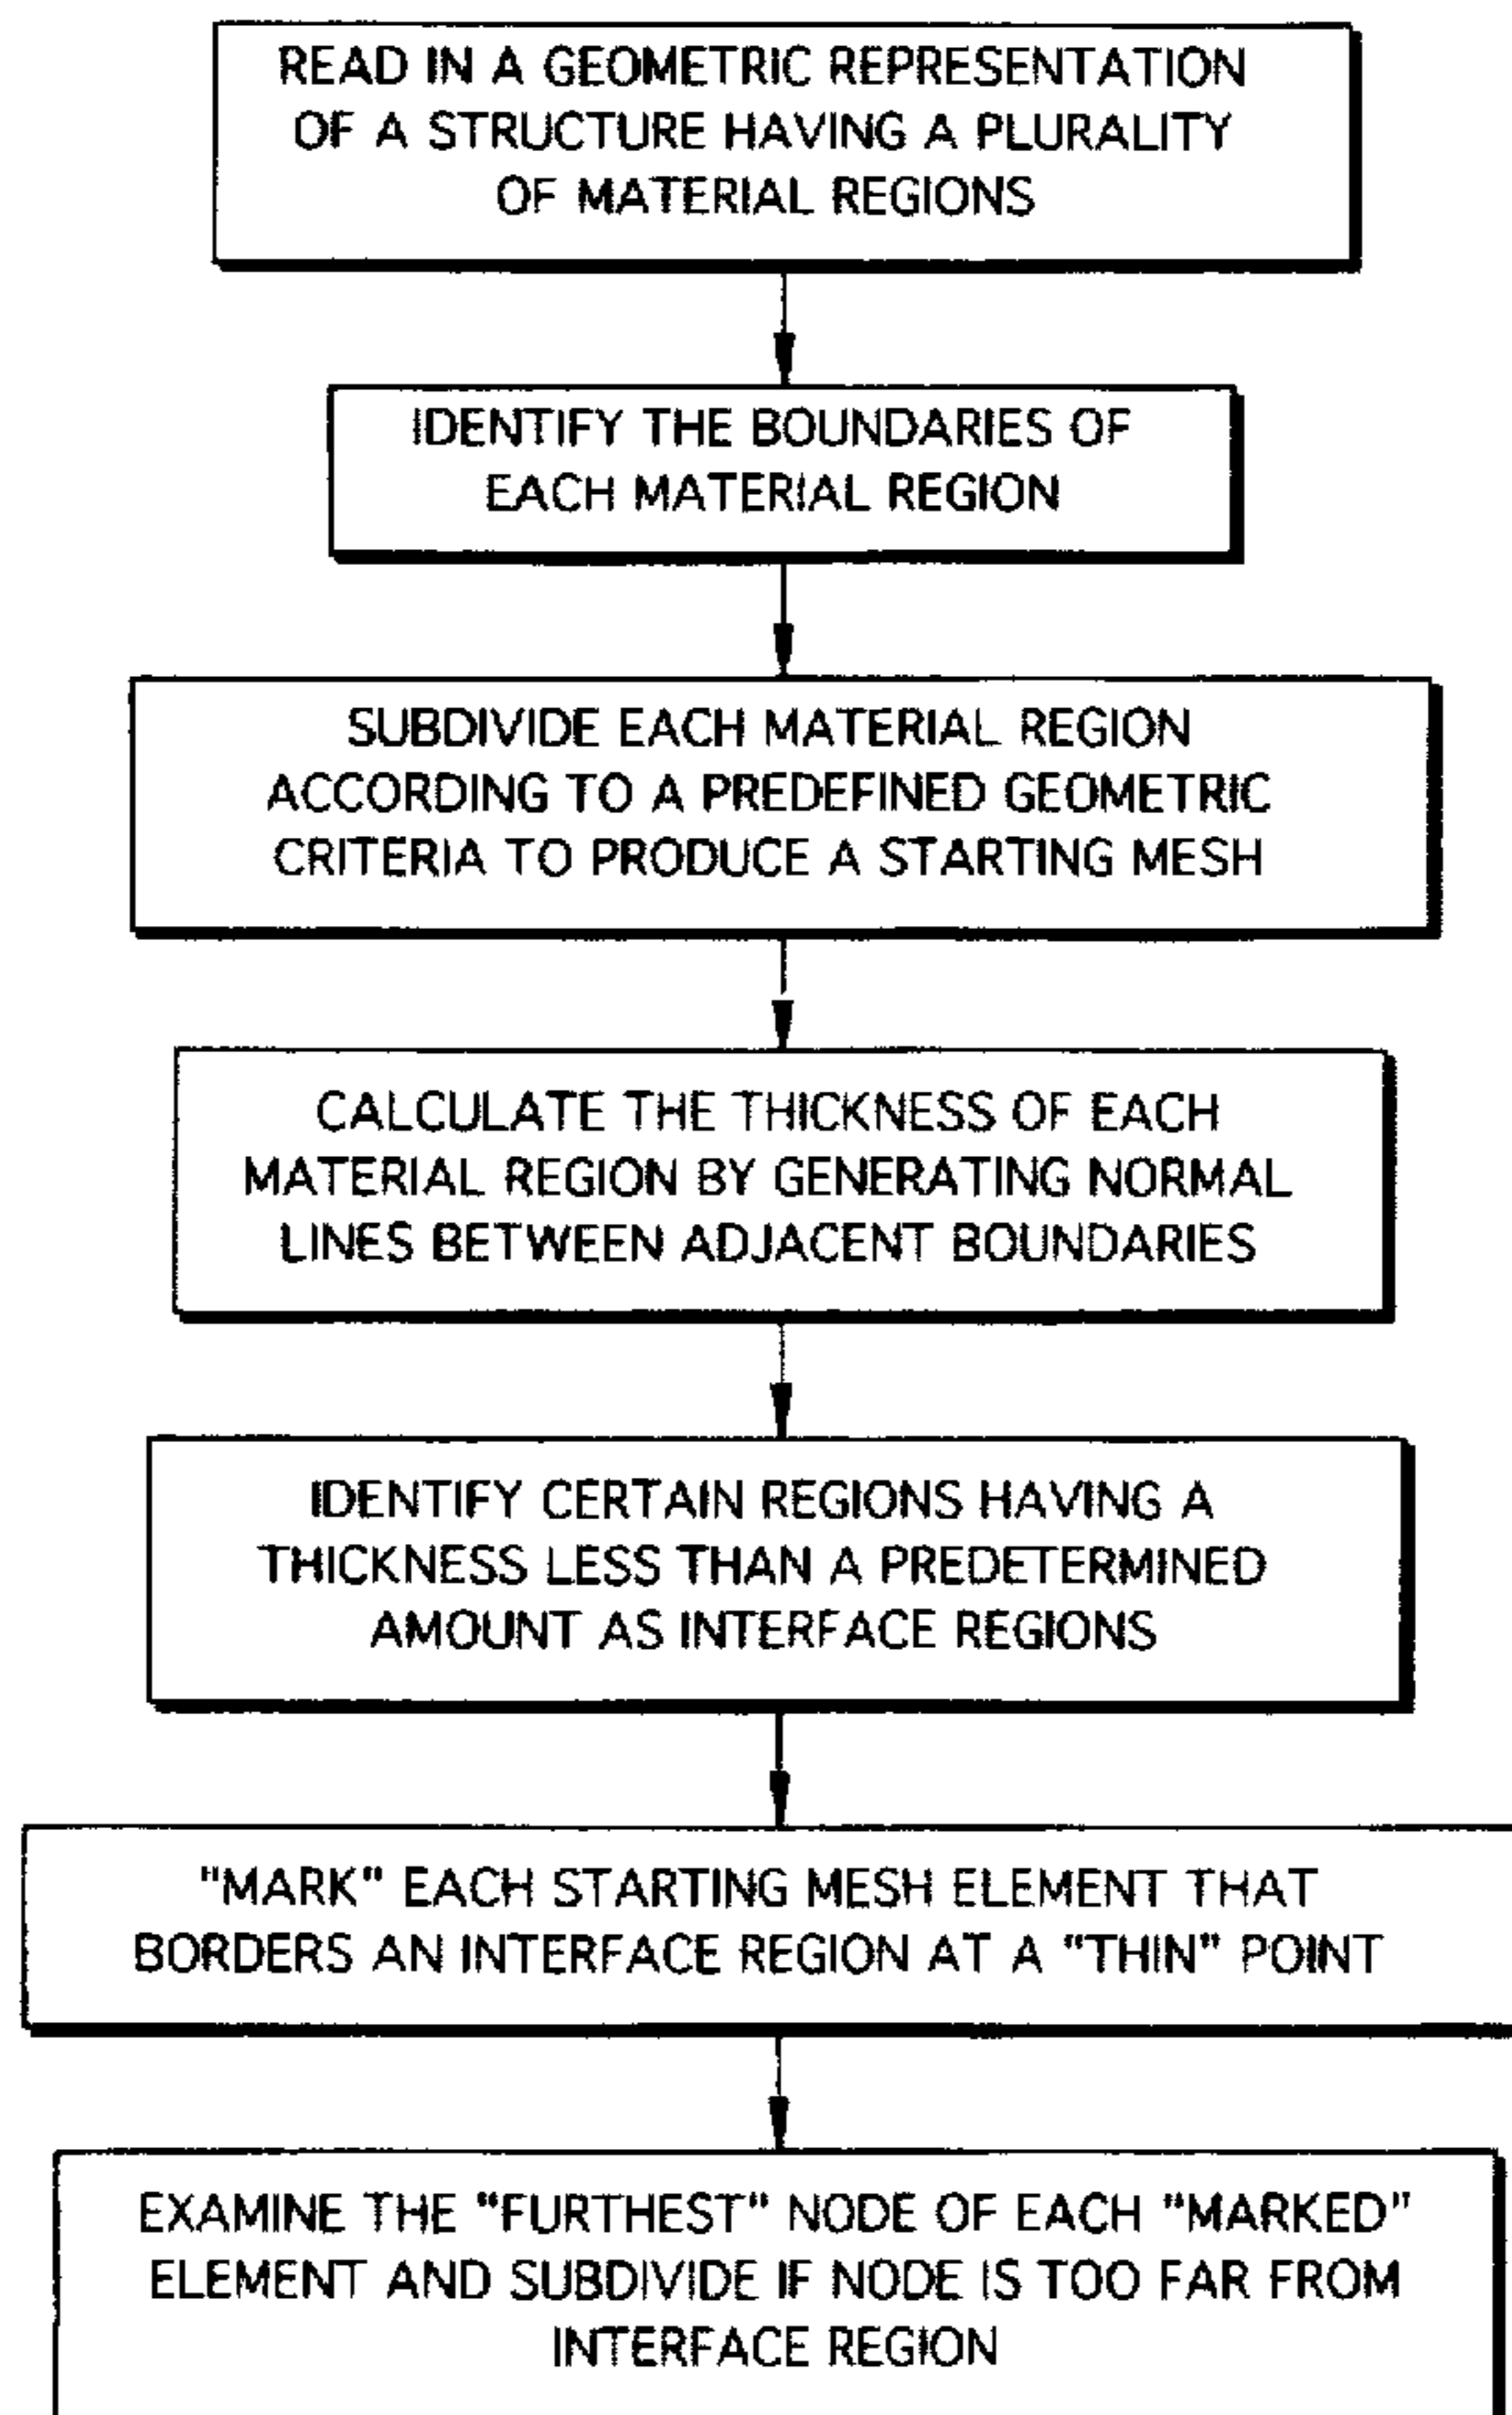 READ IN A GEOMETRIC REPRESENTATION
OF A STRUCTURE HAVING A PLURALITY
OF MATERIAL REGIONS
IDENTIFY THE BOUNDARIES OF
EACH MATERIAL REGION
SUBDIVIDE EACH MATERIAL REGION
ACCORDING TO A PREDEFINED GEOMETRIC
CRITERIA TO PRODUCE A STARTING MESH
CALCULATE THE THICKNESS OF EACH
MATERIAL REGION BY GENERATING NORMAL
LINES BETWEEN ADJACENT BOUNDARIES
IDENTIFY CERTAIN REGIONS HAVING A
THICKNESS LESS THAN A PREDETERMINED
AMOUNT AS INTERFACE REGIONS
"MARK" EACH STARTING MESH ELEMENT THAT
BORDERS AN INTERFACE REGION AT A "THIN" POINT
EXAMINE THE "FURTHEST" NODE OF EACH "MARKED"
ELEMENT AND SUBDIVIDE IF NODE IS TOO FAR FROM
INTERFACE REGION